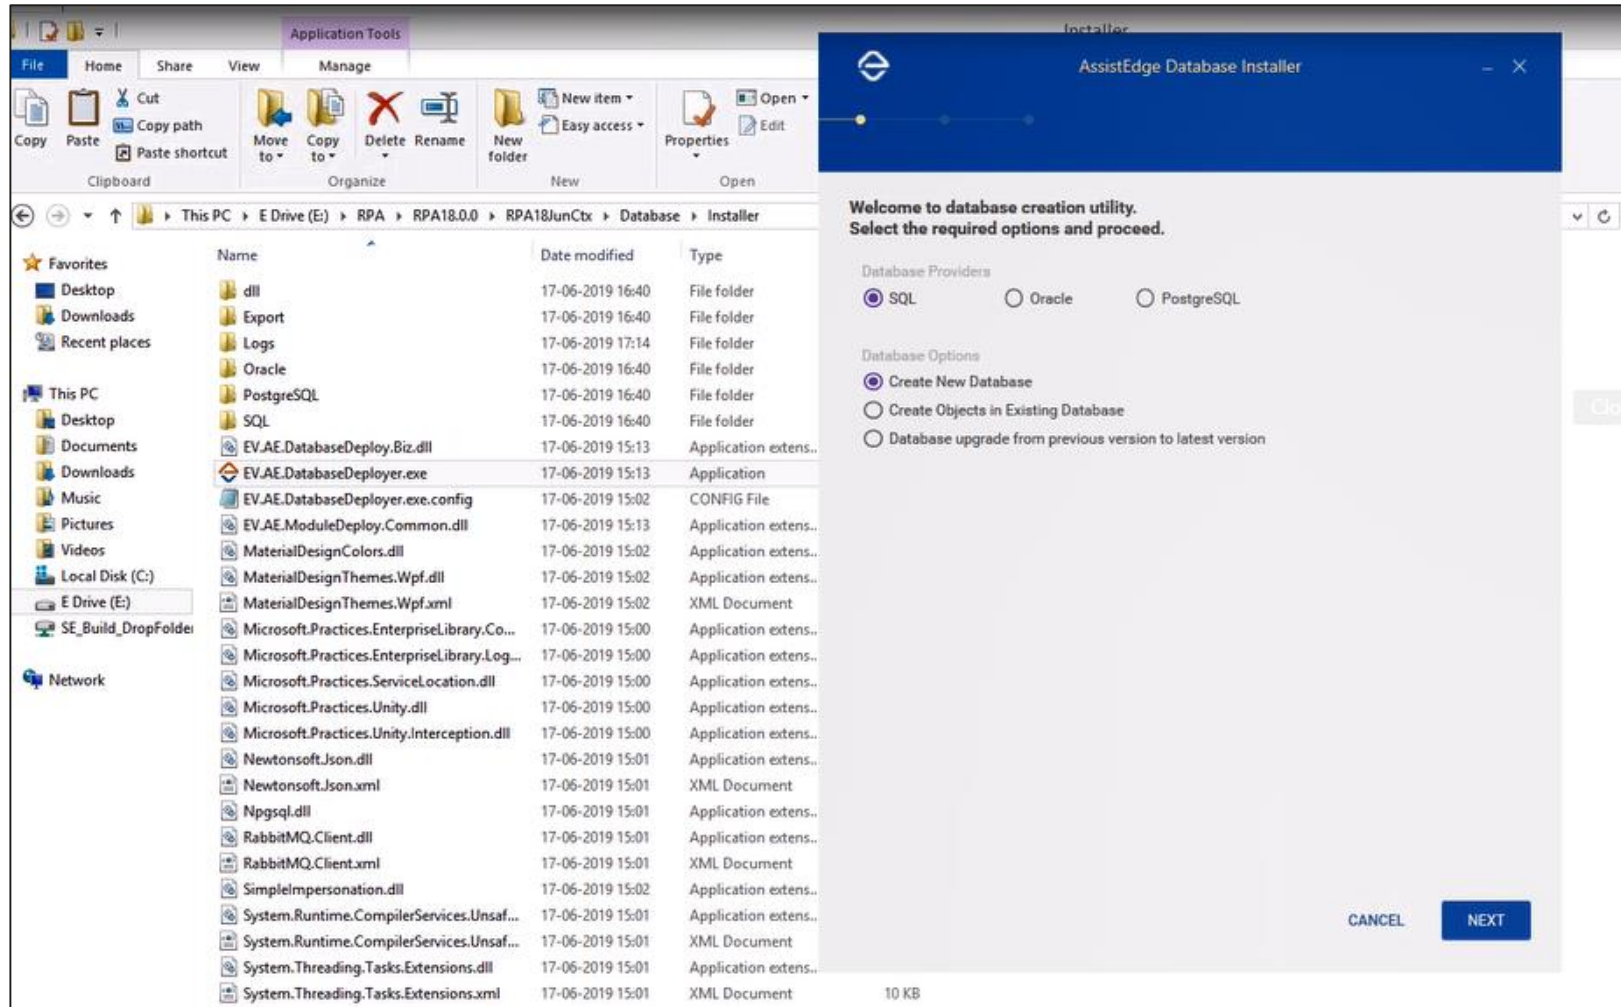 Application Tools
Installer
File Home Share View Manage
Copy
Paste
Cut
Copy path
Paste shortcut
Clipboard
Move to
Copy to
Delete
Rename
Organize
New folder
New item
Easy access
New
Properties
Open
Edit
Open
This PC E Drive (E:) RPA RPA18.0.0 RPA18JunCtx Database Installer
Favorites
Desktop
Downloads
Recent places
This PC
Desktop
Documents
Downloads
Music
Pictures
Videos
Local Disk (C:)
E Drive (E:)
SE_Build_DropFolder
Network
Name Date modified Type
dll 17-06-2019 16:40 File folder
Export 17-06-2019 16:40 File folder
Logs 17-06-2019 17:14 File folder
Oracle 17-06-2019 16:40 File folder
PostgreSQL 17-06-2019 16:40 File folder
SQL 17-06-2019 16:40 File folder
EV.AE.DatabaseDeploy.Biz.dll 17-06-2019 15:13 Application extens...
EV.AE.DatabaseDeployer.exe 17-06-2019 15:13 Application
EV.AE.DatabaseDeployer.exe.config 17-06-2019 15:02 CONFIG File
EV.AE.ModuleDeploy.Common.dll 17-06-2019 15:13 Application extens...
MaterialDesignColors.dll 17-06-2019 15:02 Application extens...
MaterialDesignThemes.Wpf.dll 17-06-2019 15:02 Application extens...
MaterialDesignThemes.Wpf.xml 17-06-2019 15:02 XML Document
Microsoft.Practices.EnterpriseLibrary.Co... 17-06-2019 15:00 Application extens...
Microsoft.Practices.EnterpriseLibrary.Log... 17-06-2019 15:00 Application extens...
Microsoft.Practices.ServiceLocation.dll 17-06-2019 15:00 Application extens...
Microsoft.Practices.Unity.dll 17-06-2019 15:00 Application extens...
Microsoft.Practices.Unity.Interception.dll 17-06-2019 15:00 Application extens...
Newtonsoft.Json.dll 17-06-2019 15:01 Application extens...
Newtonsoft.Json.xml 17-06-2019 15:01 XML Document
Npgsql.dll 17-06-2019 15:01 Application extens...
RabbitMQ.Client.dll 17-06-2019 15:01 Application extens...
RabbitMQ.Client.xml 17-06-2019 15:01 XML Document
SimpleImpersonation.dll 17-06-2019 15:02 Application extens...
System.Runtime.CompilerServices.Unsaf... 17-06-2019 15:01 Application extens...
System.Runtime.CompilerServices.Unsaf... 17-06-2019 15:01 XML Document
System.Threading.Tasks.Extensions.dll 17-06-2019 15:01 Application extens...
System.Threading.Tasks.Extensions.xml 17-06-2019 15:01 XML Document 10 KB
AssistEdge Database Installer
Welcome to database creation utility.
Select the required options and proceed.
Database Providers
SQL Oracle PostgreSQL
Database Options
Create New Database
Create Objects in Existing Database
Database upgrade from previous version to latest version
CANCEL NEXT